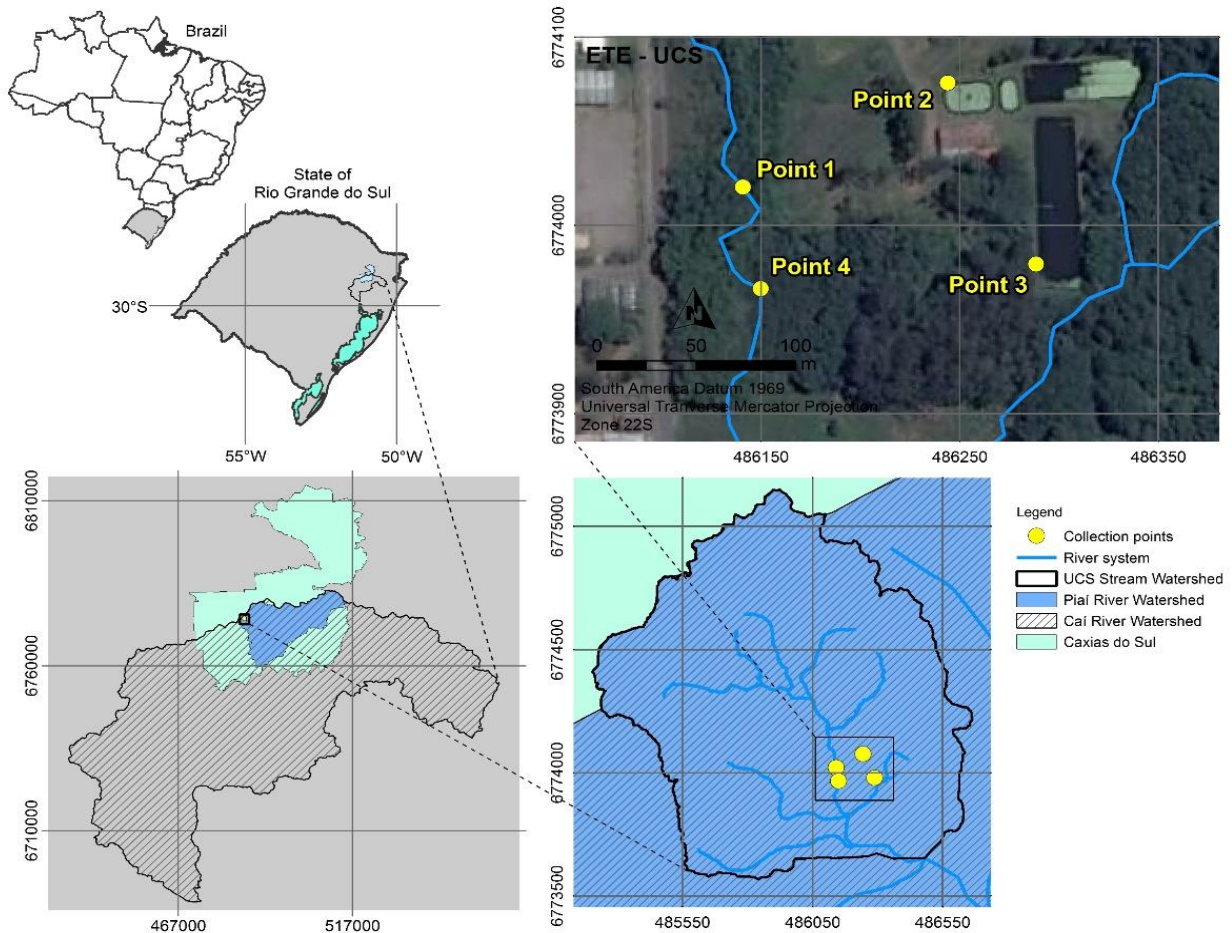 Brazil
State of
Rio Grande do Sul
30°S
55°W
50°W
ETE - UCS
Point 2
Point 1
Point 4
Point 3
N
0
50
100
m
South America Datum 1969
Univeral Tranverse Mercator Projection
Zone 22S
6774100
6774000
6773900
486150
486250
486350
6810000
6760000
6710000
467000
517000
6775000
6774500
6774000
6773500
485550
486050
486550
Legend
Collection points
River system
UCS Stream Watershed
Piaí River Watershed
Caí River Watershed
Caxias do Sul